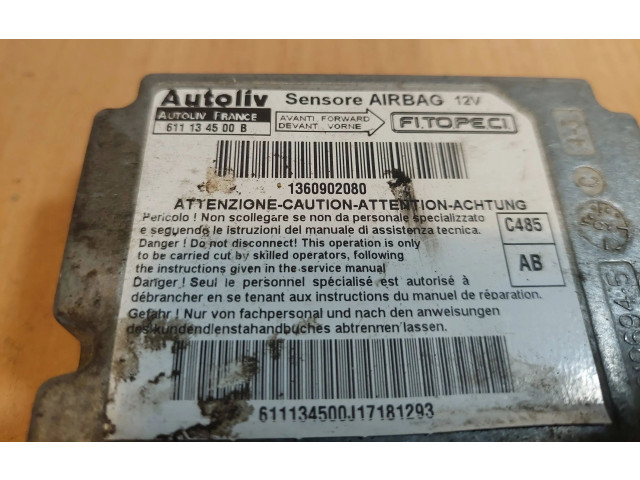 Autoliv Sensore AIRBAG 12V
AUTOLIV FRANCE
611 13 45 00 B
AVANTI, FORWARD
DEVANT, VORNE
FI.TO.PE.CI
1360902080
ATTENZIONE-CAUTION-ATTENTION-ACHTUNG
Pericolo ! Non scollegare se non da personale specializzato
e seguendo le istruzioni del manuale di assistenza tecnica.
Danger ! Do not disconnect! This operation is only
to be carried out by skilled operators, following
the instructions given in the service manual
Danger ! Seul le personnel spécialisé est autorisé à
débrancher en se tenant aux instructions du manuel de réparation.
Gefahr ! Nur von fachpersonal und nach den anweisungen
des kundendienstahandbuches abtrennen lassen.
C485
AB
611134500J17181293